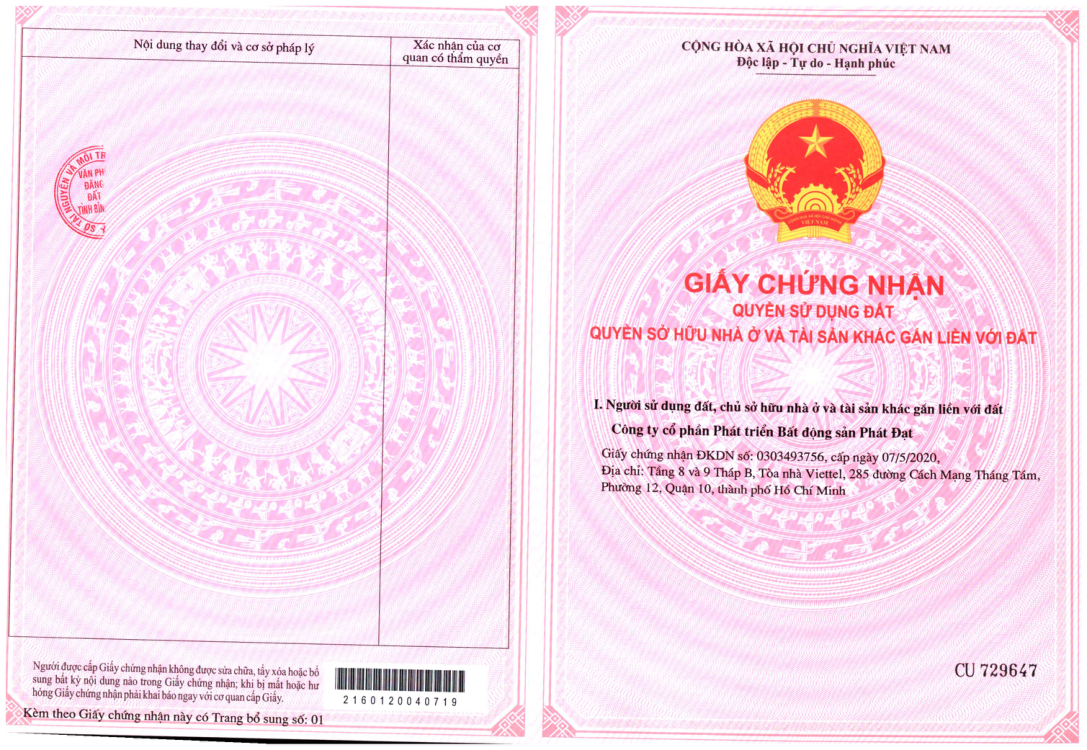 Nội dung thay đổi và cơ sở pháp lý
Xác nhận của cơ
quan có thẩm quyền
SỞ TÀI NGUYÊN VÀ MÔI TR
VĂN PH
ĐĂNG
ĐẤT
TỈNH BÌN
Người được cấp Giấy chứng nhận không được sửa chữa, tẩy xóa hoặc bổ
sung bất kỳ nội dung nào trong Giấy chứng nhận; khi bị mất hoặc hư
hỏng Giấy chứng nhận phải khai báo ngay với cơ quan cấp Giấy.
2160120040719
Kèm theo Giấy chứng nhận này có Trang bổ sung số: 01
CỘNG HÒA XÃ HỘI CHỦ NGHĨA VIỆT NAM
Độc lập - Tự do - Hạnh phúc
VIỆT NAM
GIẤY CHỨNG NHẬN
QUYỀN SỬ DỤNG ĐẤT
QUYỀN SỞ HỮU NHÀ Ở VÀ TÀI SẢN KHÁC GẮN LIỀN VỚI ĐẤT
I. Người sử dụng đất, chủ sở hữu nhà ở và tài sản khác gắn liền với đất
Công ty cổ phần Phát triển Bất động sản Phát Đạt
Giấy chứng nhận ĐKDN số: 0303493756, cấp ngày 07/5/2020,
Địa chỉ: Tầng 8 và 9 Tháp B, Tòa nhà Viettel, 285 đường Cách Mạng Tháng Tám,
Phường 12, Quận 10, thành phố Hồ Chí Minh
CU 729647